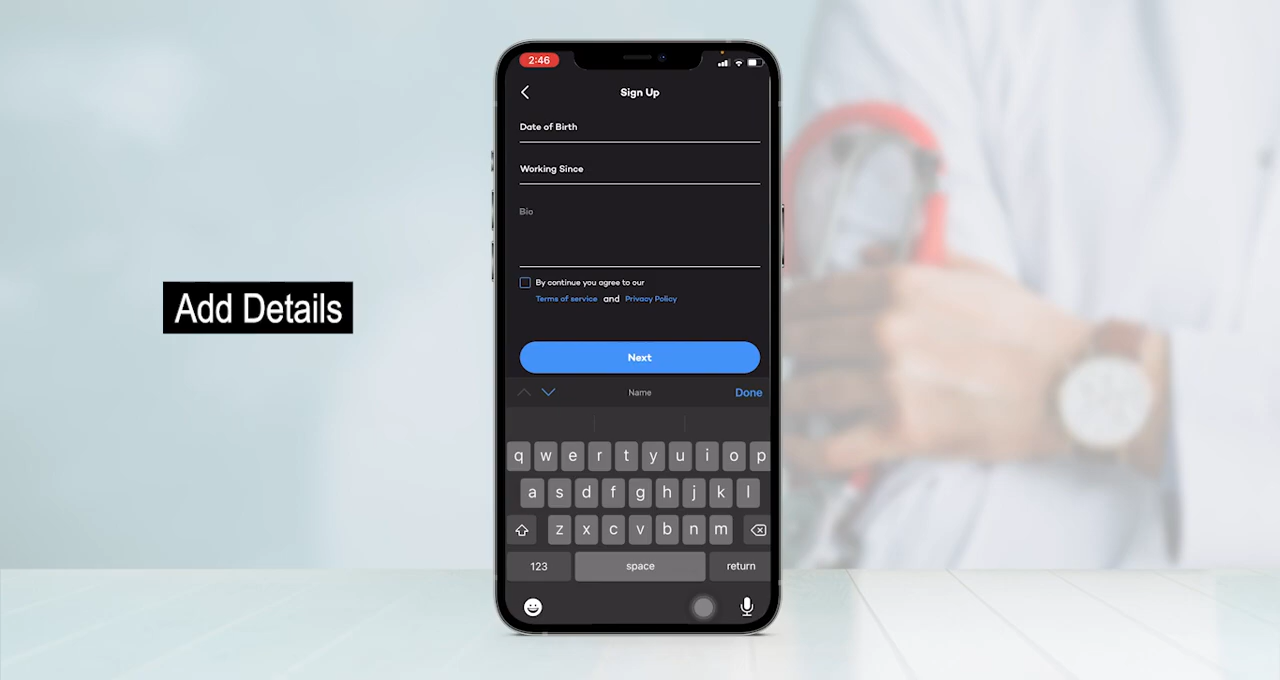 2:46
Sign Up
Date of Birth
Working Since
Bio
Add Details
By continue you agree to our
Terms of service and Privacy Policy
Next
Name Done
q w e r t y u i o p
a s d f g h j k l
z x c v b n m
123 space return